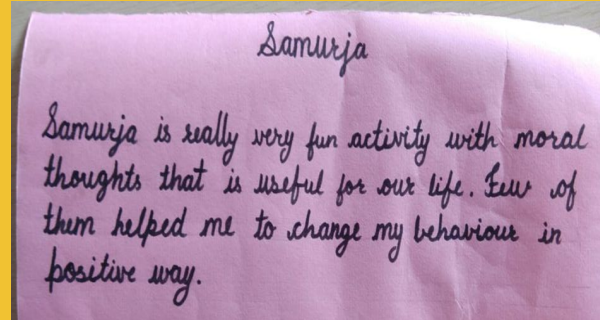 Samurja
Samurja is really very fun activity with moral
thoughts that is useful for our life. Few of
them helped me to change my behaviour in
positive way.